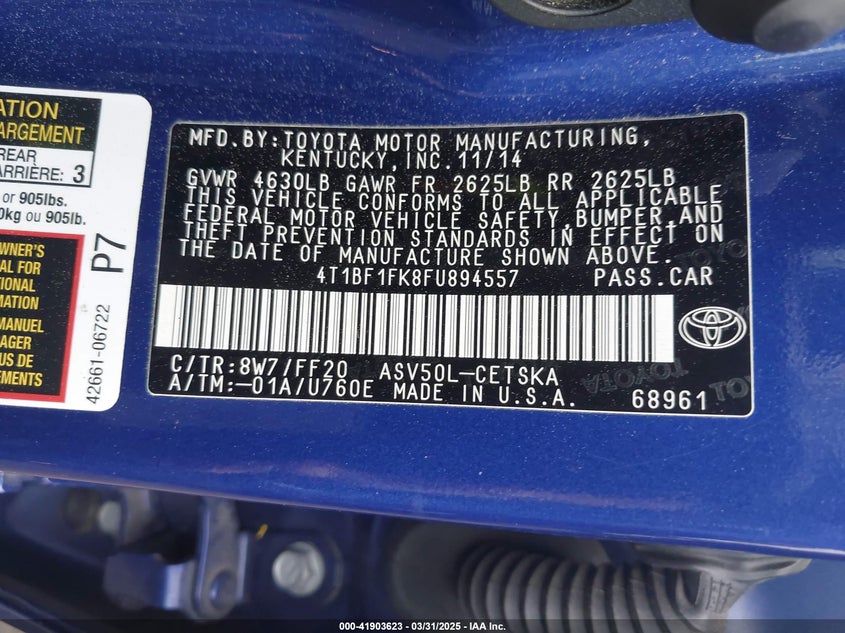 ATION
ARGEMENT
REAR
ARRIÈRE: 3
or 905lbs.
0kg ou 905lb.
OWNER'S
AL FOR
TIONAL
MATION
MANUEL
AGER
US DE
EMENTS
P7
42661-06722
MFD.BY:TOYOTA MOTOR MANUFACTURING,
KENTUCKY,INC.11/14
GVWR 4630LB GAWR FR 2625LB RR 2625LB
THIS VEHICLE CONFORMS TO ALL APPLICABLE
FEDERAL MOTOR VEHICLE SAFETY,BUMPER,AND
THEFT PREVENTION STANDARDS IN EFFECT ON
THE DATE OF MANUFACTURE SHOWN ABOVE.
4T1BF1FK8FU894557 PASS.CAR
C/TR:8W7/FF20 ASV50L-CETSKA
A/TM:-01A/U760E MADE IN U.S.A. 68961
TOYOTA
000-41903623 - 03/31/2025 - IAA Inc.